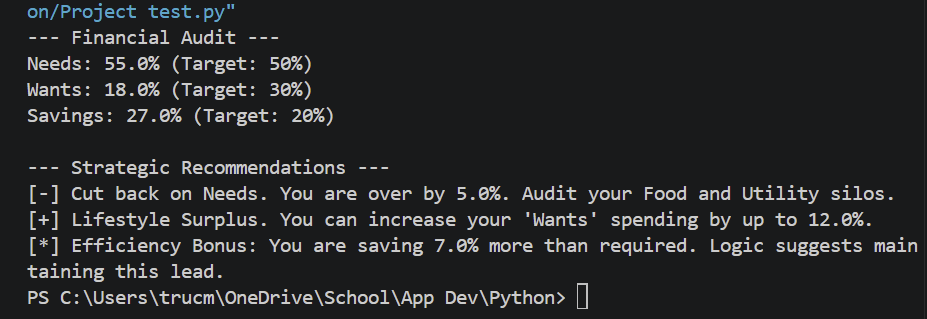 on/Project test.py"
--- Financial Audit ---
Needs: 55.0% (Target: 50%)
Wants: 18.0% (Target: 30%)
Savings: 27.0% (Target: 20%)
--- Strategic Recommendations ---
[-] Cut back on Needs. You are over by 5.0%. Audit your Food and Utility silos.
[+] Lifestyle Surplus. You can increase your 'Wants' spending by up to 12.0%.
[*] Efficiency Bonus: You are saving 7.0% more than required. Logic suggests main
taining this lead.
PS C:\Users\trucm\OneDrive\School\App Dev\Python>